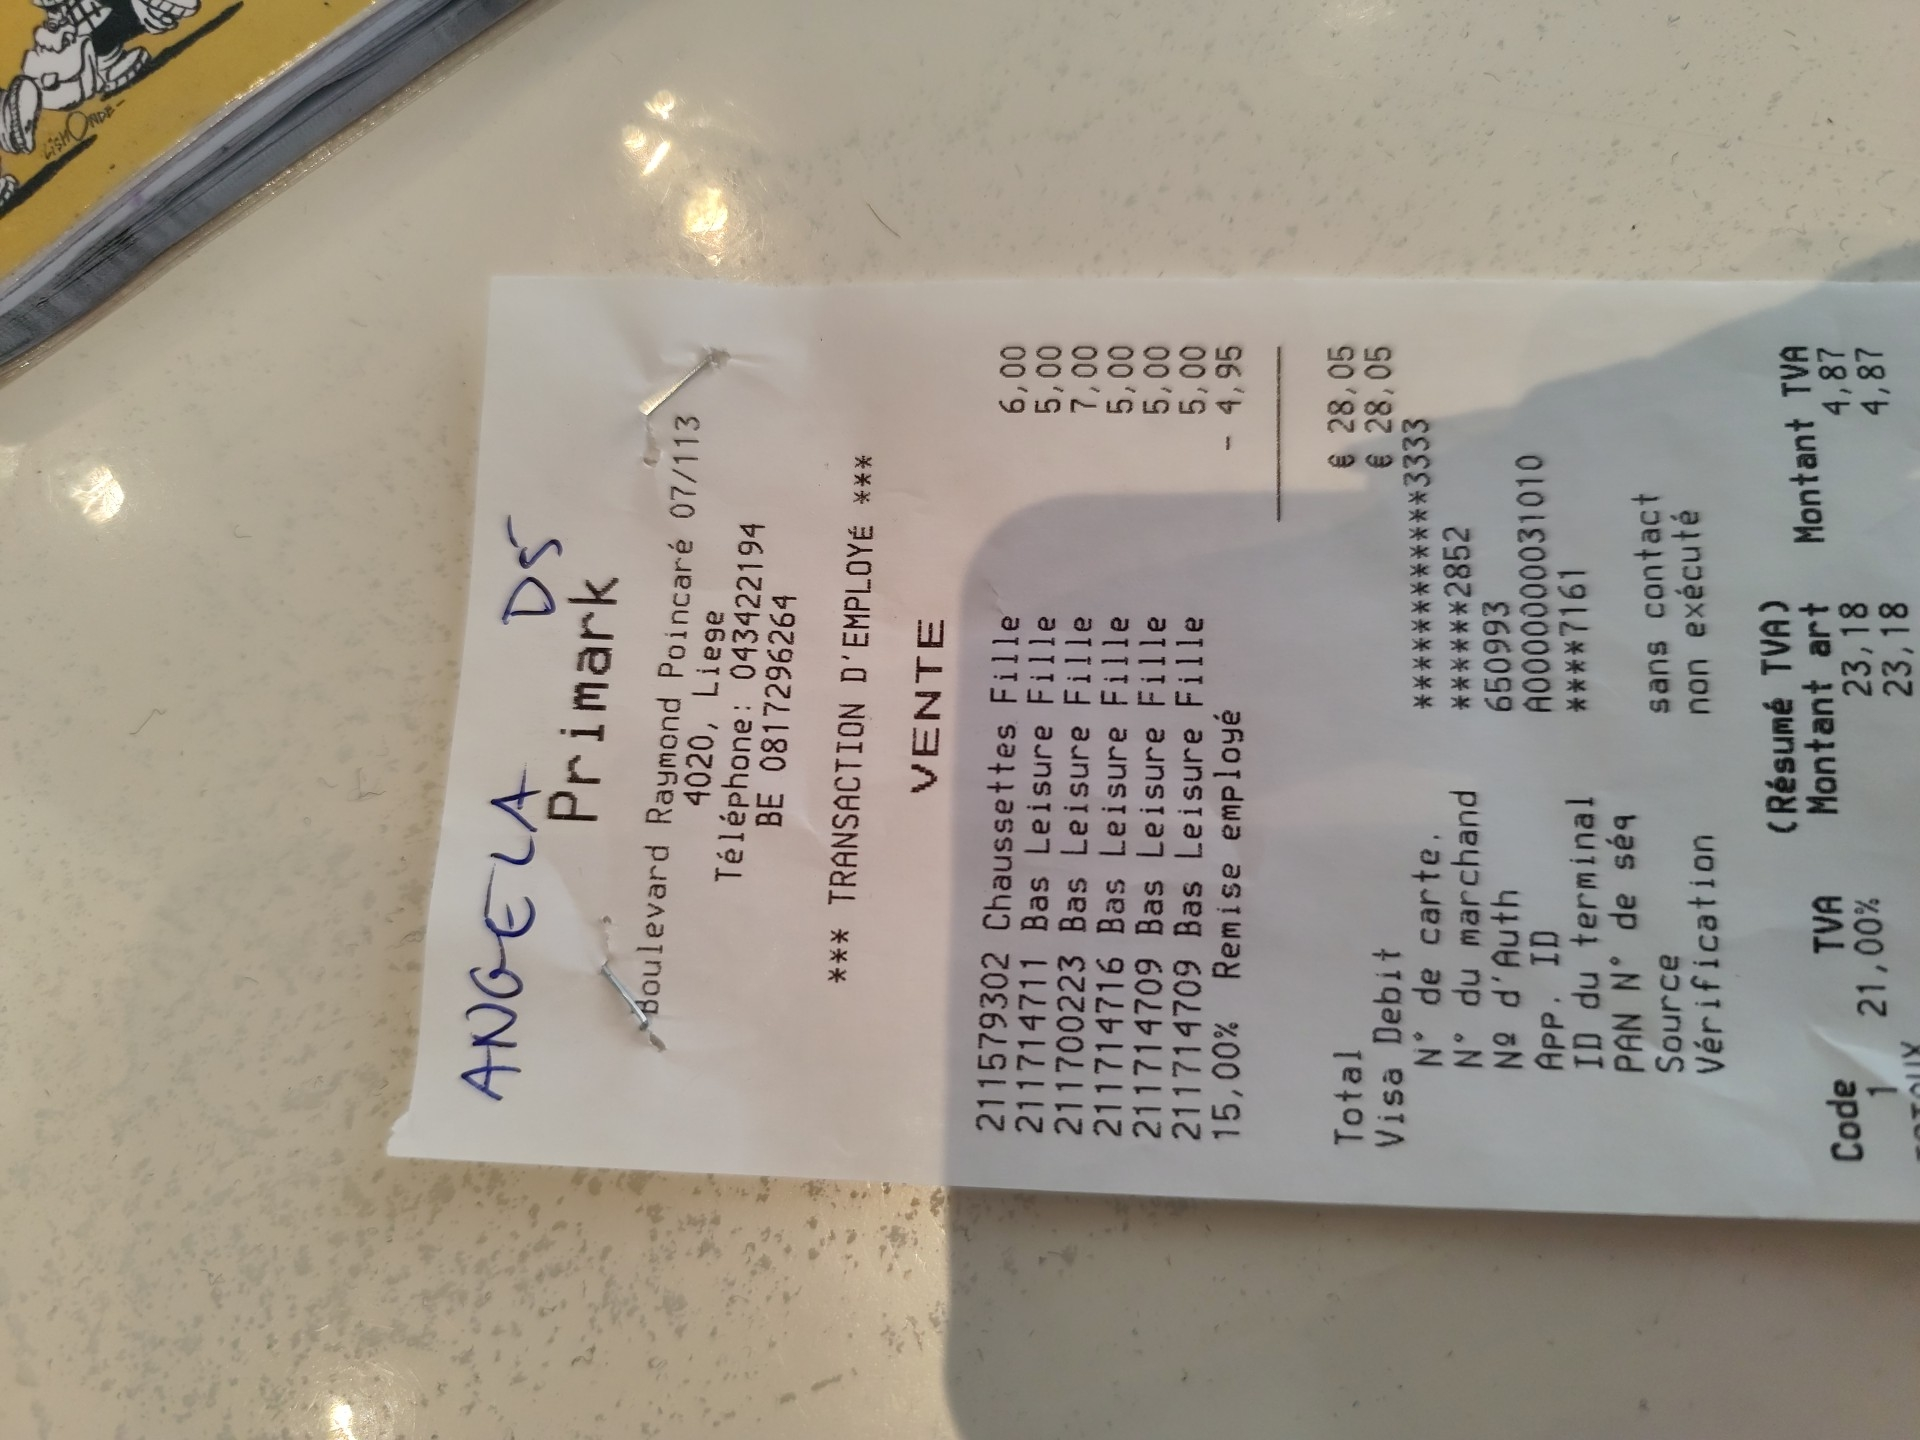 ANGELA D5
Primark
Boulevard Raymond Poincaré 07/113
4020, Liege
Téléphone: 043422194
BE 0817296264
*** TRANSACTION D'EMPLOYÉ ***
VENTE
211579302 Chaussettes Fille 6,00
211714711 Bas Leisure Fille 5,00
211700223 Bas Leisure Fille 7,00
211714716 Bas Leisure Fille 5,00
211714709 Bas Leisure Fille 5,00
211714709 Bas Leisure Fille 5,00
15,00% Remise employé - 4,95
Total € 28,05
Visa Debit € 28,05
N° de carte. ************3333
N° du marchand ******2852
Nº d'Auth 650993
APP. ID A0000000031010
ID du terminal ****7161
PAN N° de séq
Source sans contact
Vérification non exécuté
(Résumé TVA)
Code TVA Montant art Montant TVA
1 21,00% 23,18 4,87
23,18 4,87